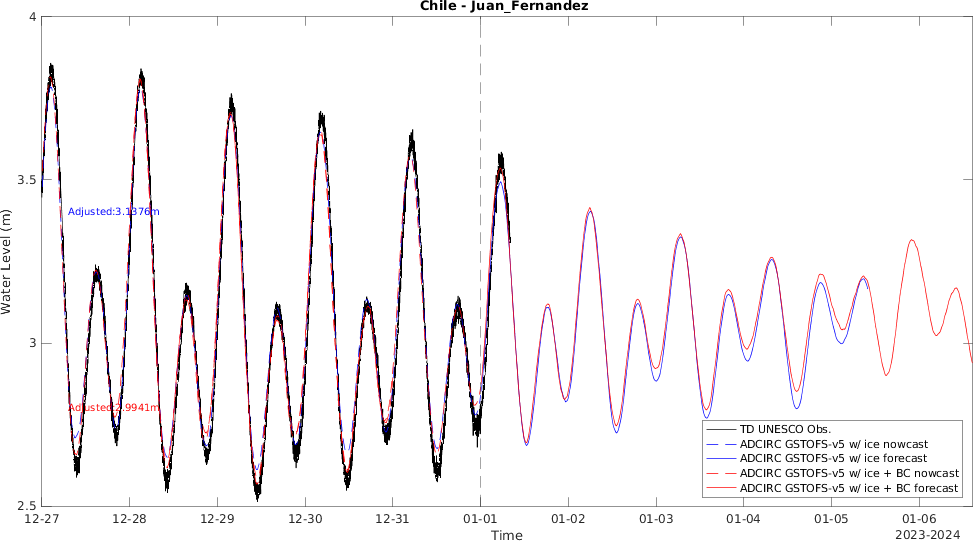 Chile - Juan_Fernandez
4
3.5
3
2.5
Water Level (m)
Adjusted:3.1376m
Adjusted:2.9941m
TD UNESCO Obs.
ADCIRC GSTOFS-v5 w/ ice nowcast
ADCIRC GSTOFS-v5 w/ ice forecast
ADCIRC GSTOFS-v5 w/ ice + BC nowcast
ADCIRC GSTOFS-v5 w/ ice + BC forecast
12-27 12-28 12-29 12-30 12-31 01-01 01-02 01-03 01-04 01-05 01-06
Time
2023-2024